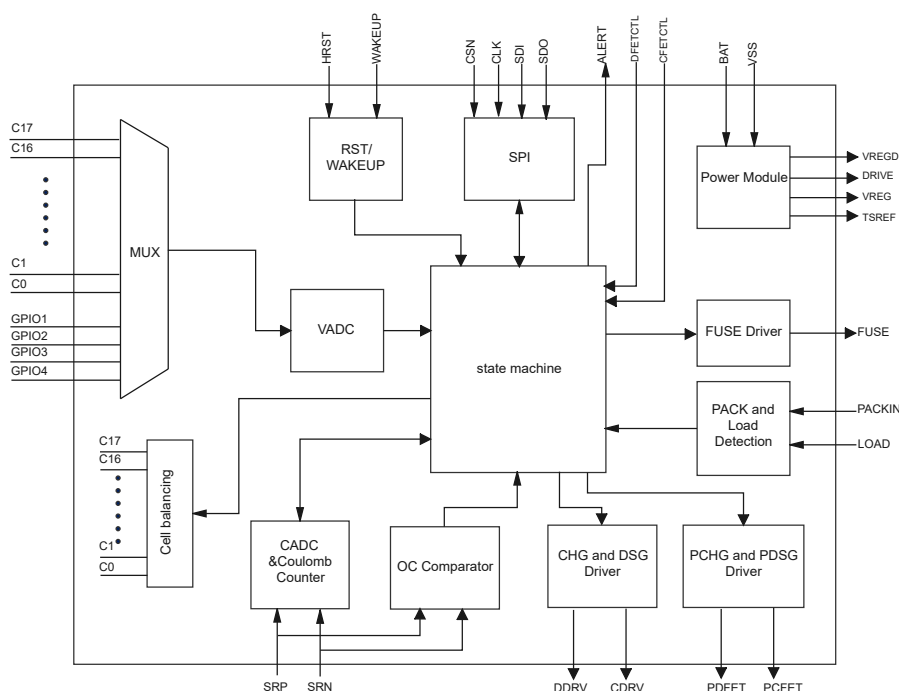 HRST
WAKEUP
CSN
CLK
SDI
SDO
ALERT
DFETCTL
CFETCTL
BAT
VSS
C17
C16
C1
C0
GPIO1
GPIO2
GPIO3
GPIO4
MUX
RST/
WAKEUP
SPI
Power Module
VREGD
DRIVE
VREG
TSREF
VADC
state machine
FUSE Driver
FUSE
PACK and
Load
Detection
PACKIN
LOAD
C17
C16
C1
C0
Cell balancing
CADC
&Coulomb
Counter
OC Comparator
CHG and DSG
Driver
PCHG and PDSG
Driver
SRP
SRN
DDRV
CDRV
PDFET
PCFET